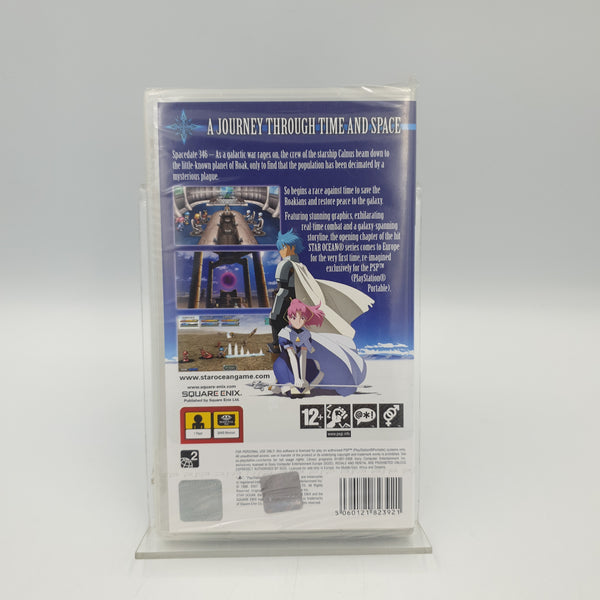 A JOURNEY THROUGH TIME AND SPACE
Spacedate 346 – As a galactic war rages on, the crew of the starship Calnus beam down
to the little-known planet of Roak, only to find that the population has been decimated by a
mysterious plague.
So begins a race against time to save the
Roakians and restore peace to the galaxy.
Featuring stunning graphics, exhilarating
real-time combat and a galaxy-spanning
storyline, the opening chapter of the hit
STAR OCEAN® series comes to Europe
for the very first time, re-imagined
exclusively for the PSP™
(PlayStation®
Portable).
www.staroceangame.com
www.square-enix.com
SQUARE ENIX.
Published by Square Enix Ltd.
1 Player
12+
www.pegi.info
2
5 060121 823921